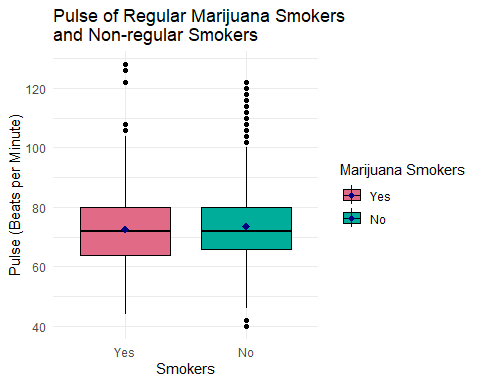 Pulse of Regular Marijuana Smokers
and Non-regular Smokers
Pulse (Beats per Minute)
120
100
80
60
40
Yes
No
Smokers
Marijuana Smokers
Yes
No